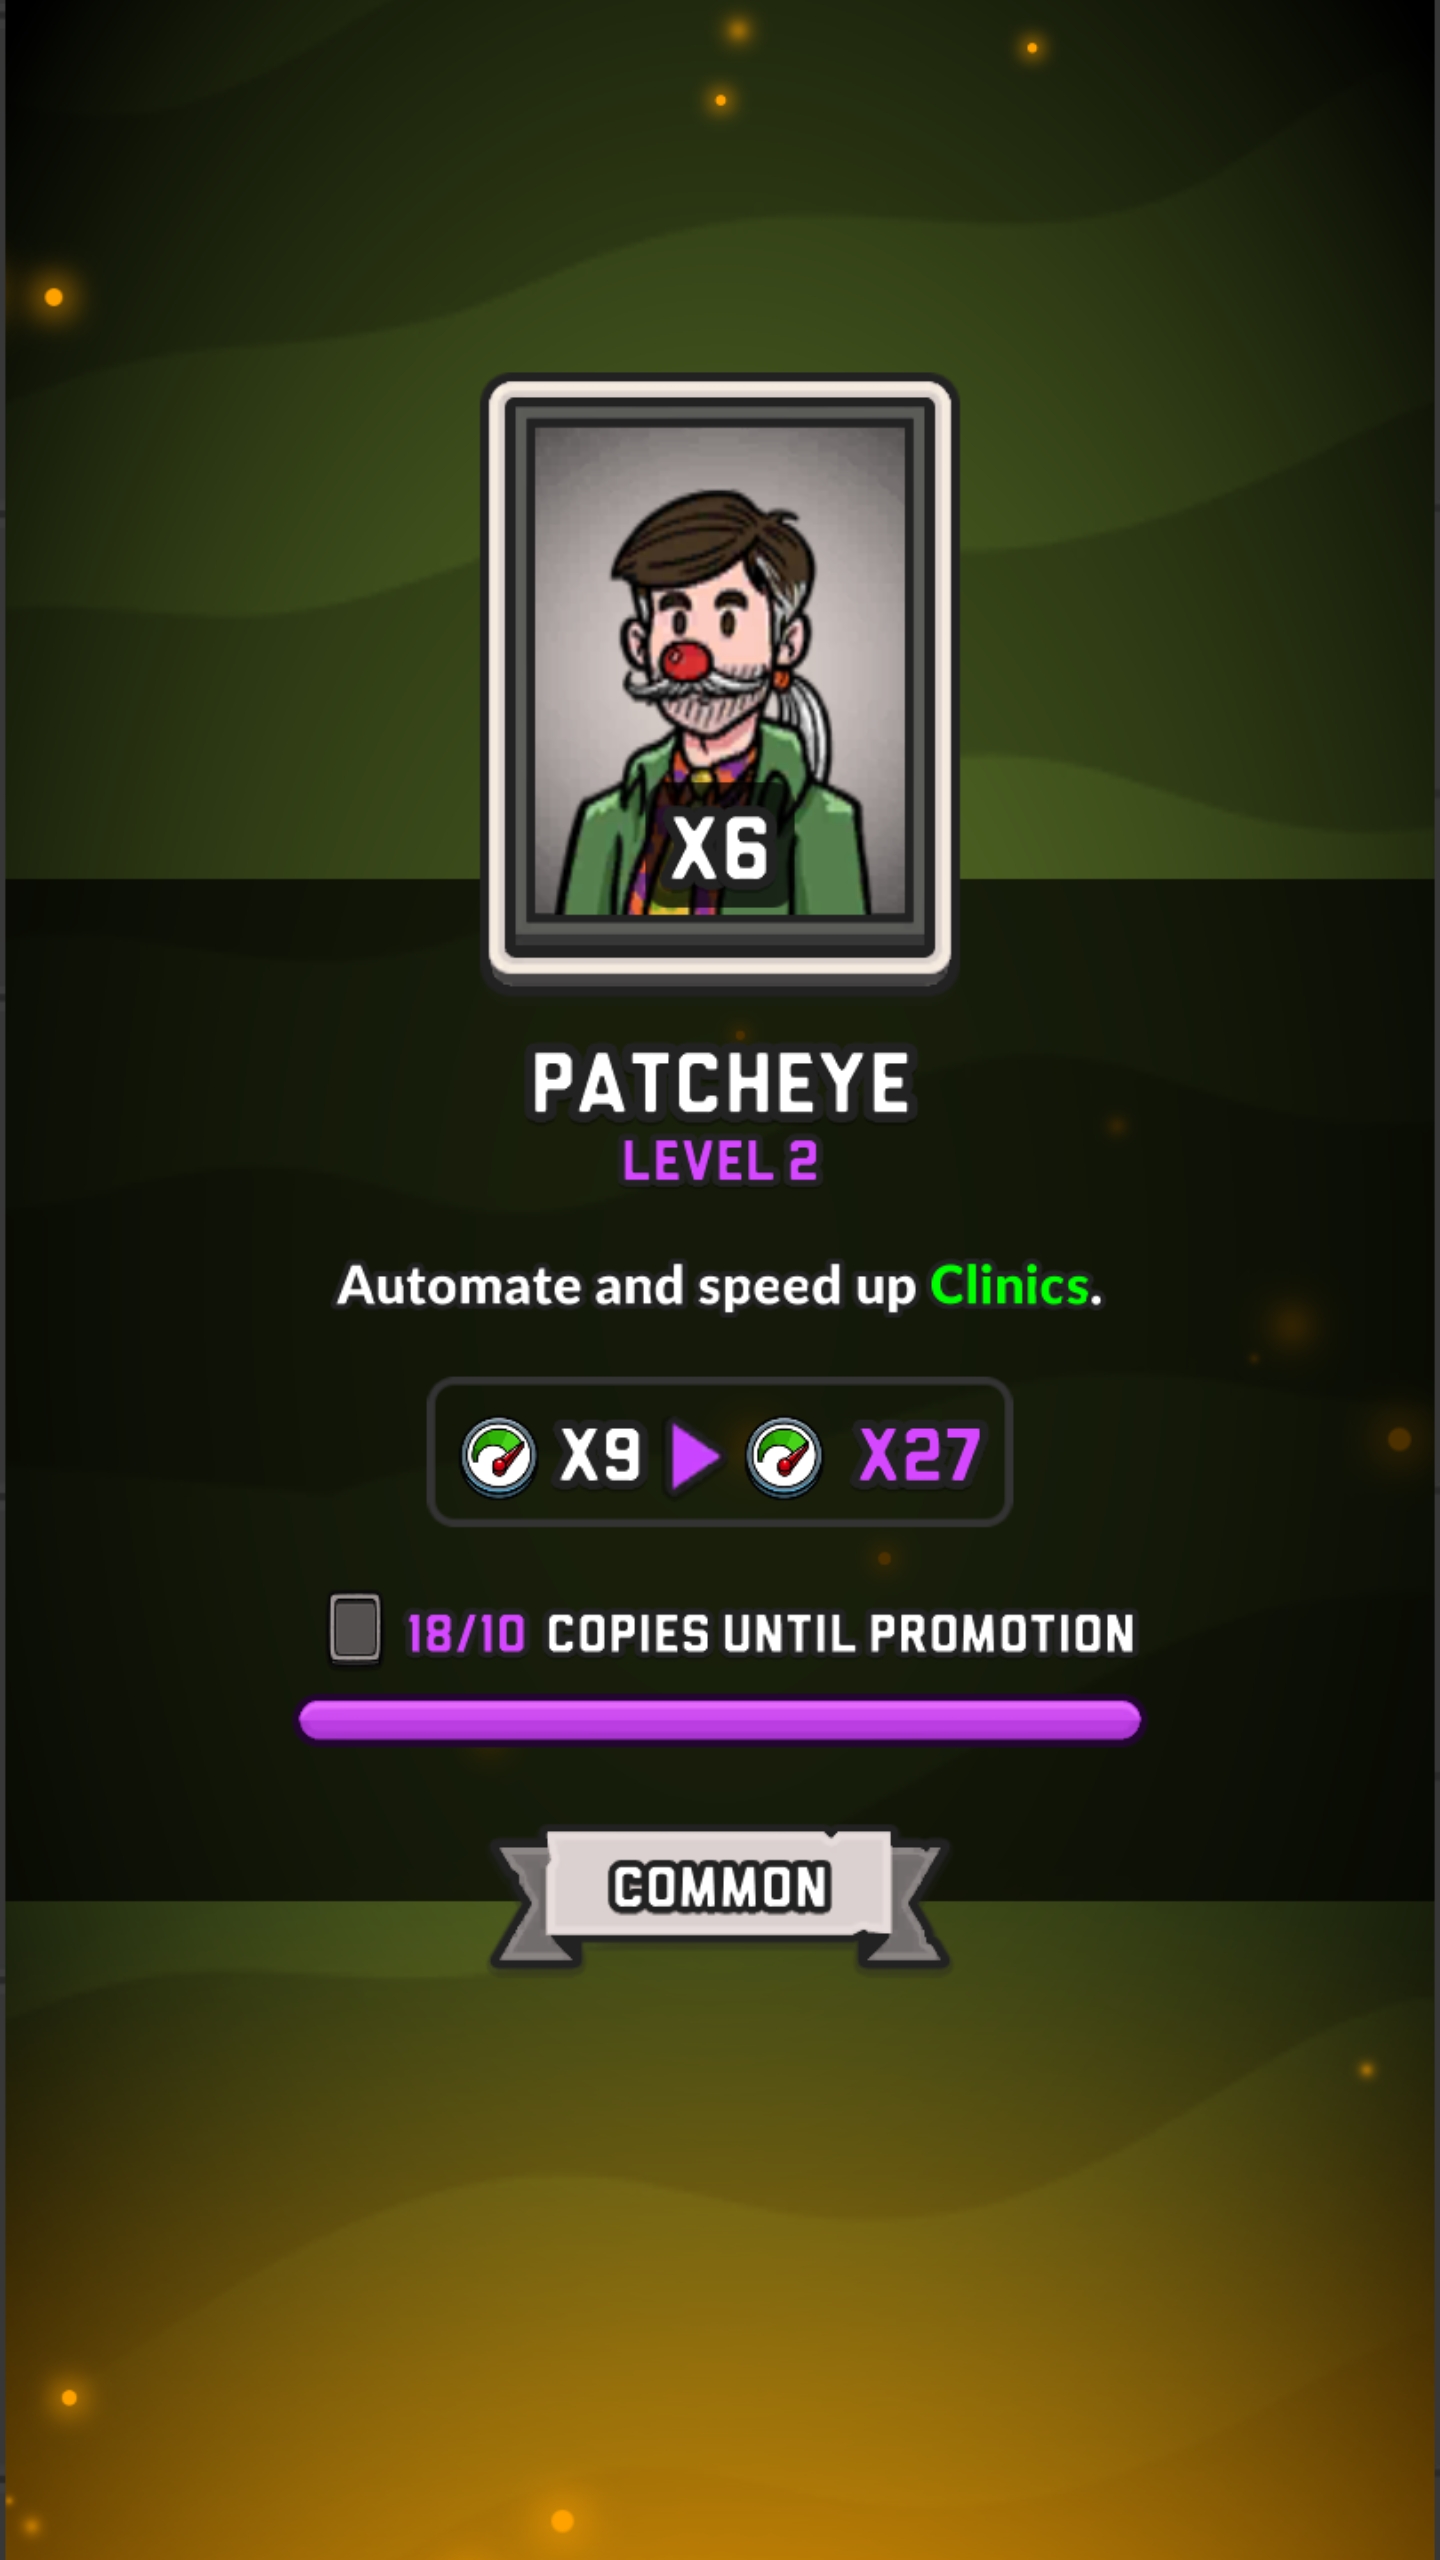 X6
PATCHEYE
LEVEL 2
Automate and speed up Clinics.
X9 X27
18/10 COPIES UNTIL PROMOTION
COMMON